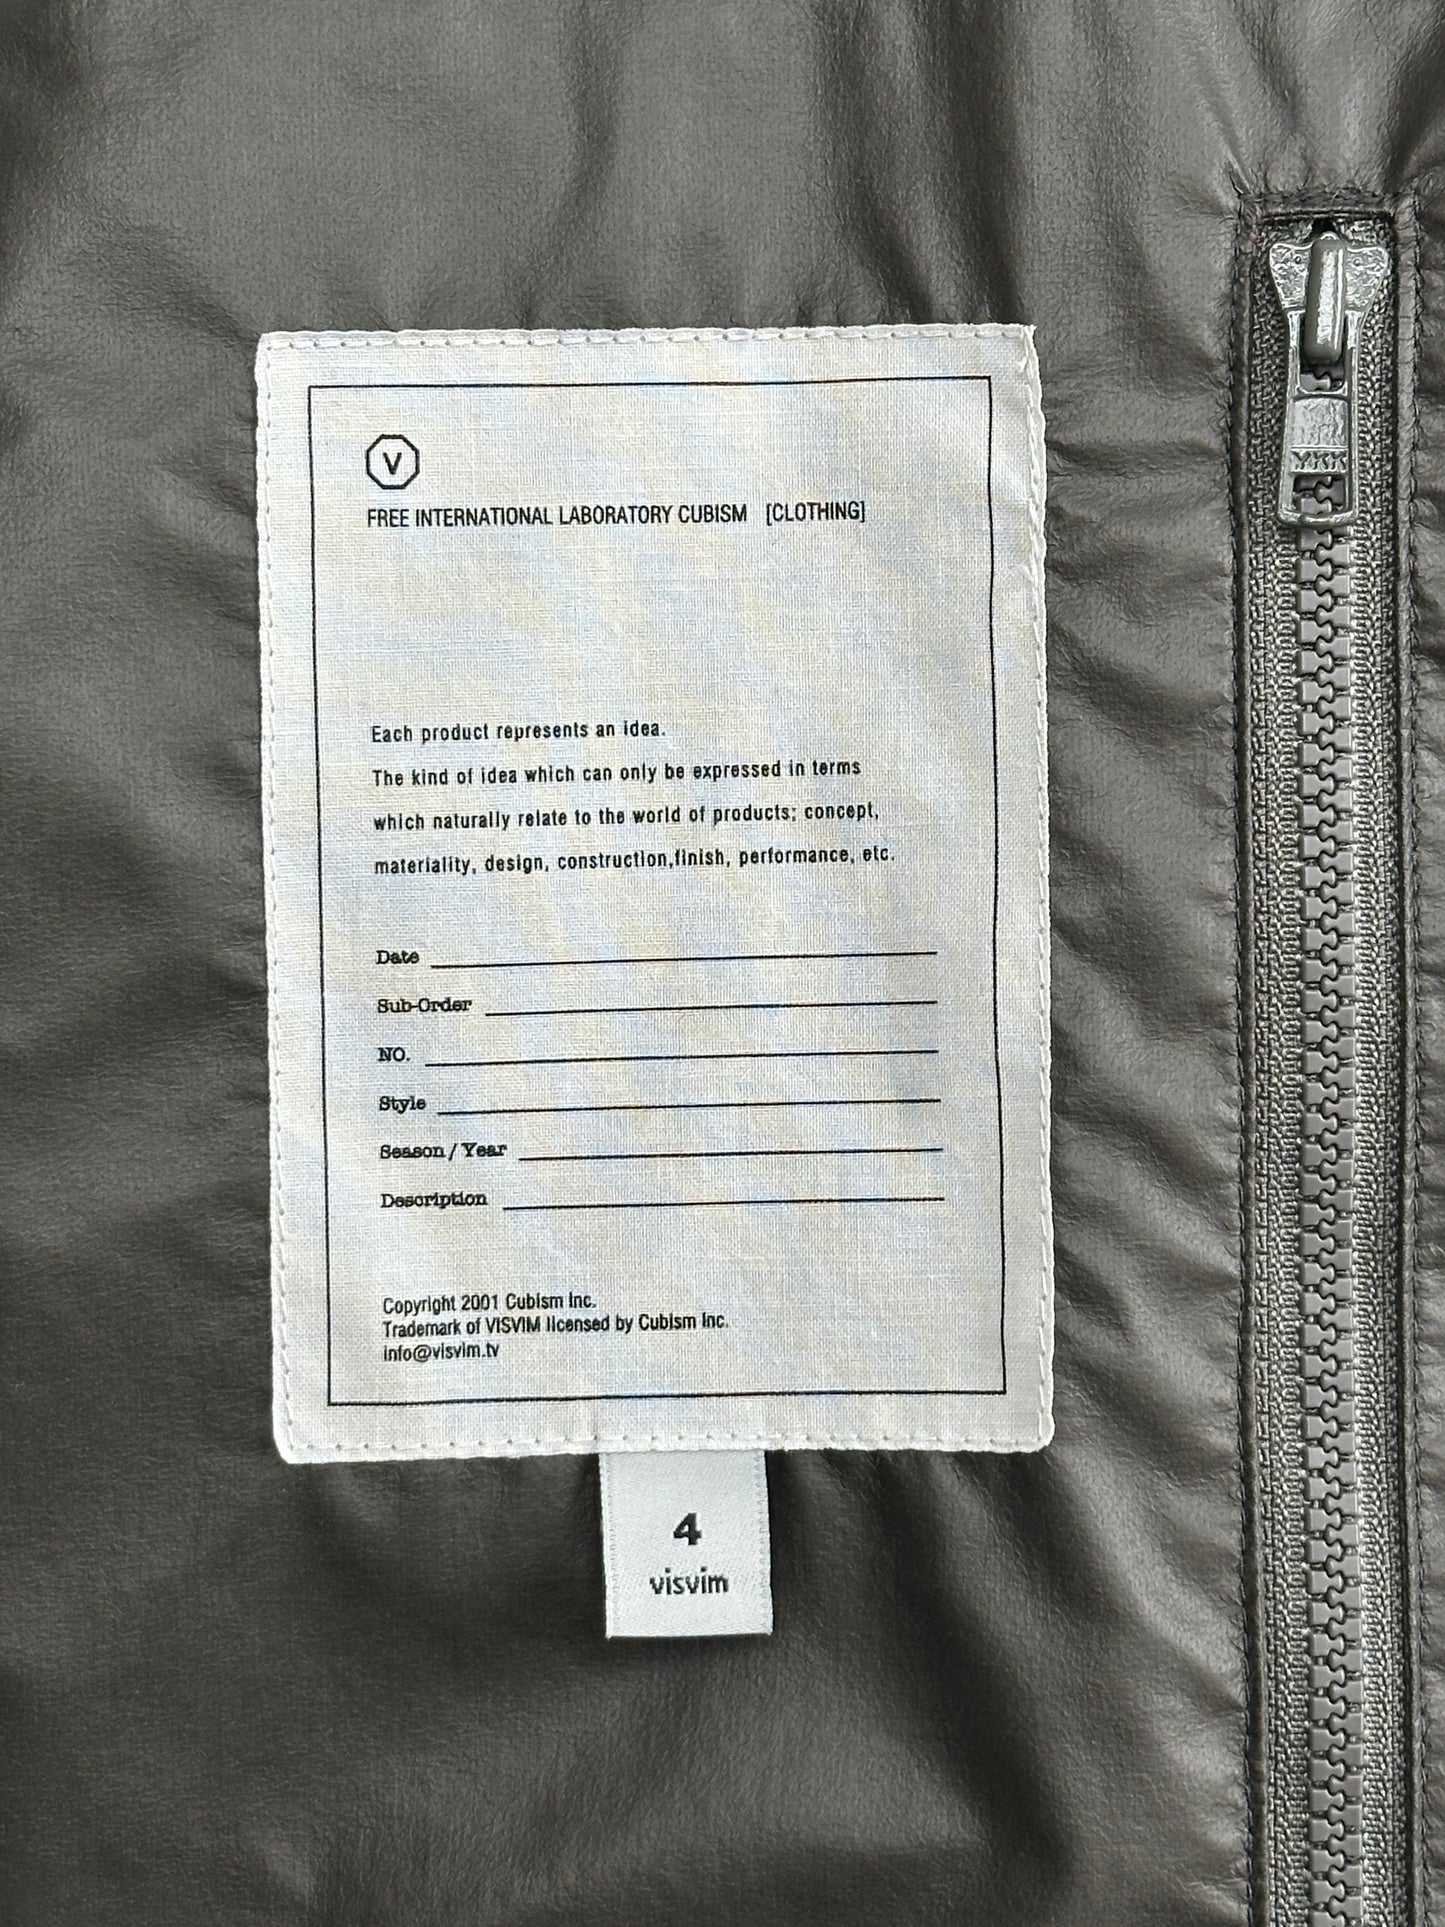 V
FREE INTERNATIONAL LABORATORY CUBISM [CLOTHING]
Each product represents an idea.
The kind of idea which can only be expressed in terms
which naturally relate to the world of products; concept,
materiality, design, construction,finish, performance, etc.
Date
Sub-Order
NO.
Style
Season / Year
Description
Copyright 2001 Cubism Inc.
Trademark of VISVIM licensed by Cubism Inc.
info@visvim.tv
4
visvim
YKK